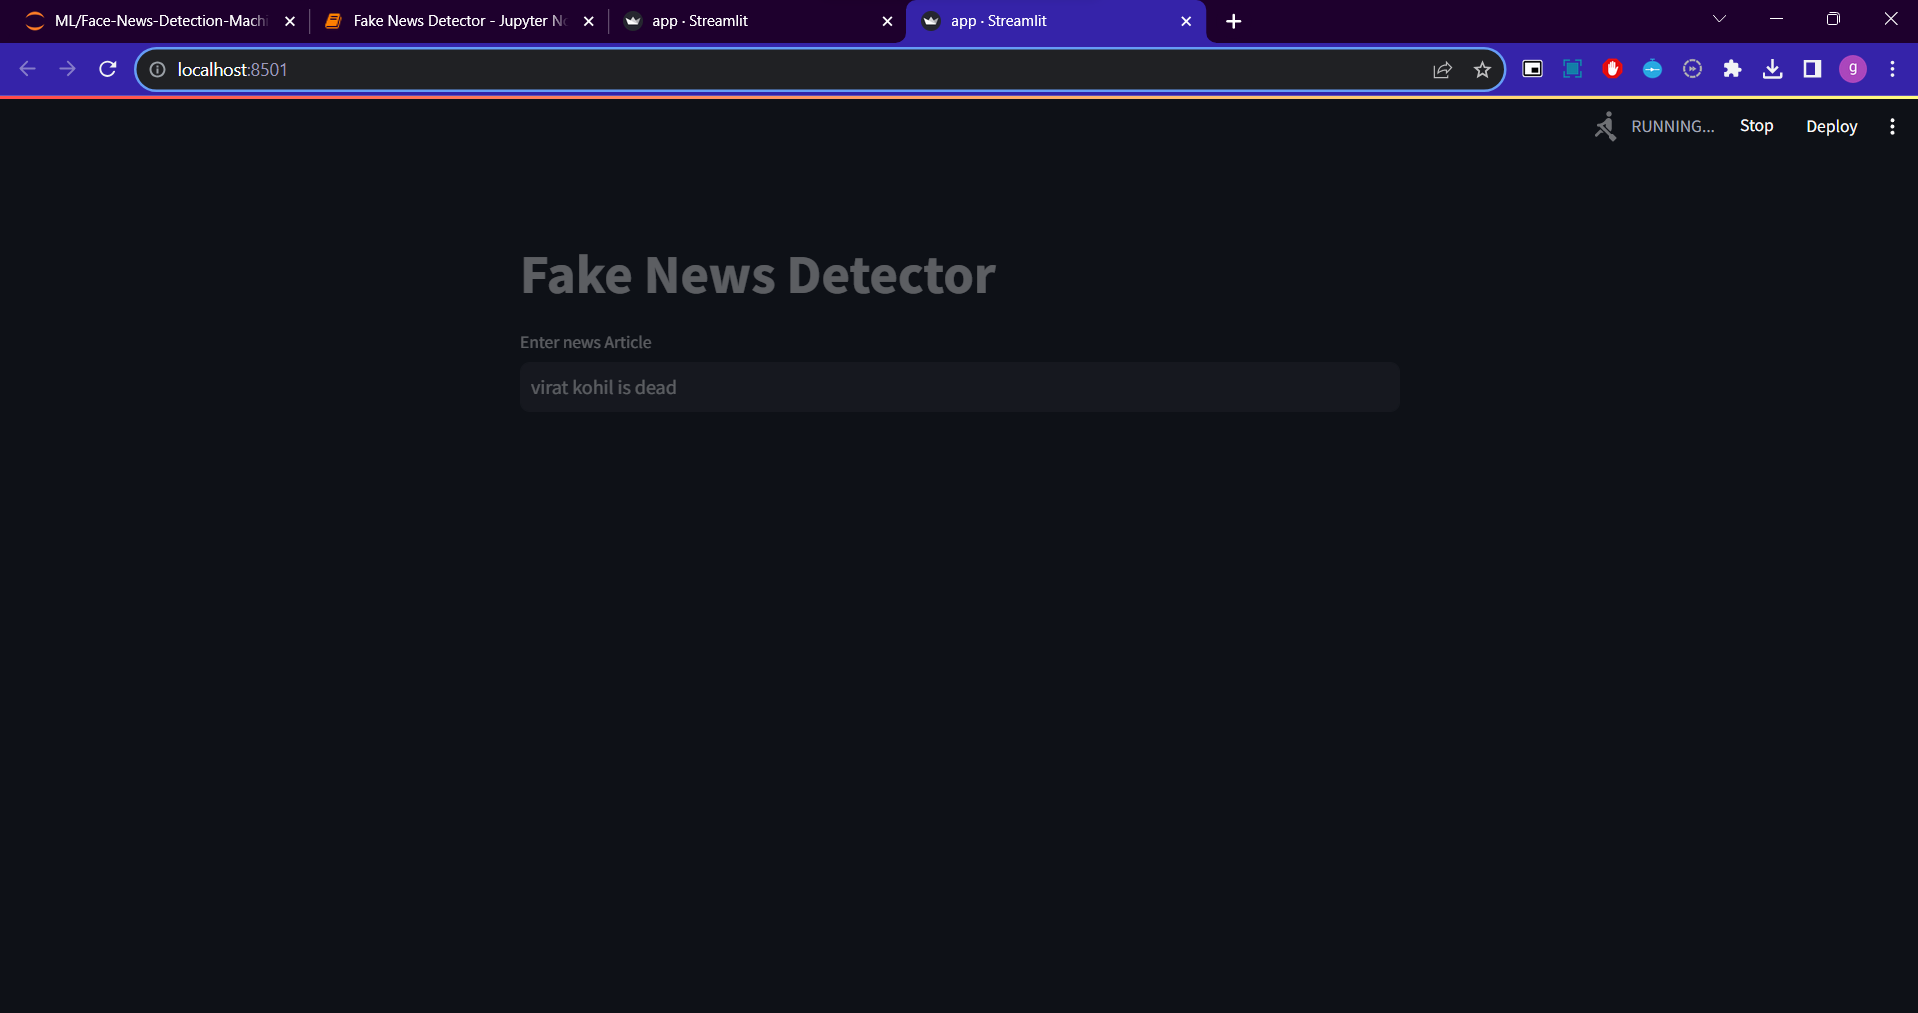 ML/Face-News-Detection-Machi
Fake News Detector - Jupyter No
app · Streamlit
app · Streamlit
localhost:8501
g
RUNNING...
Stop
Deploy
Fake News Detector
Enter news Article
virat kohil is dead